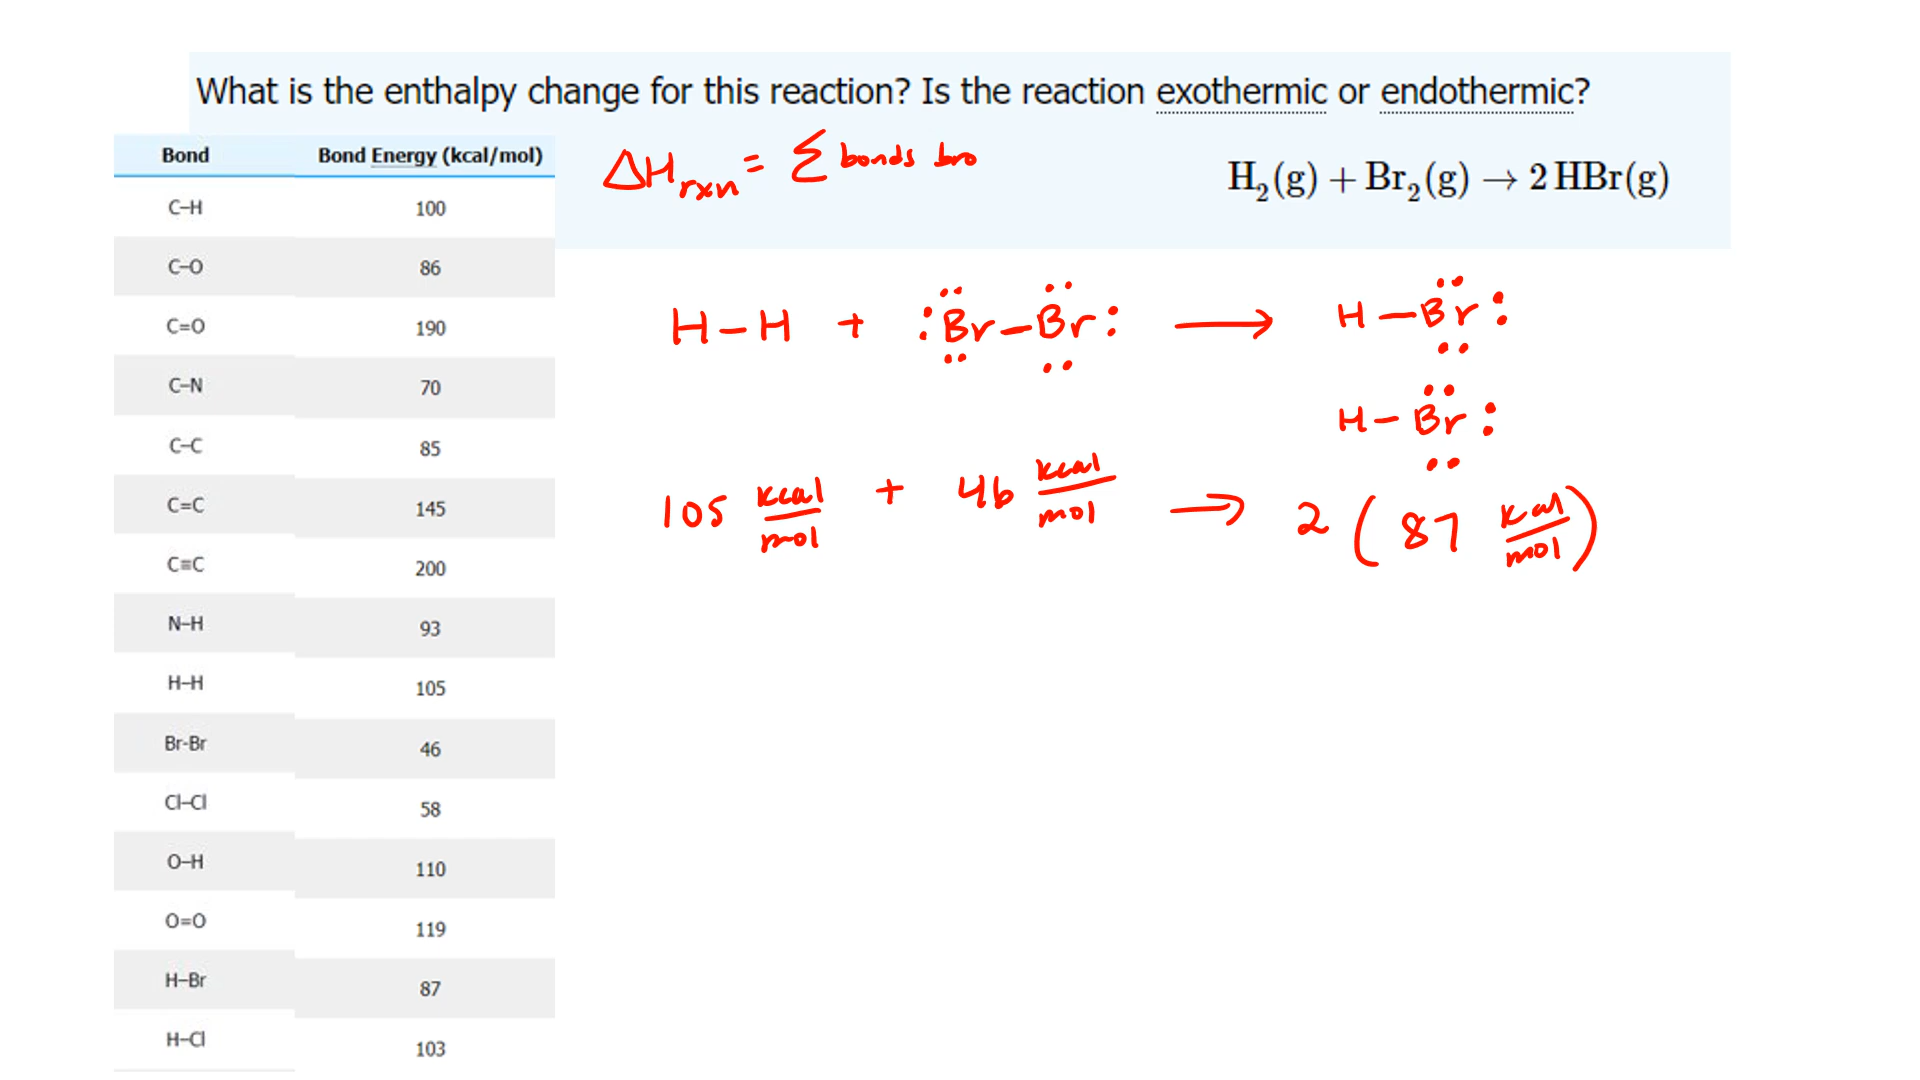 What is the enthalpy change for this reaction? Is the reaction exothermic or endothermic?
Bond Bond Energy (kcal/mol)
ΔHrxn = Σ bonds bro
H₂(g) + Br₂(g) → 2 HBr(g)
C–H 100
C–O 86
C=O 190
C–N 70
C–C 85
C=C 145
C≡C 200
N–H 93
H–H 105
Br-Br 46
Cl–Cl 58
O–H 110
O=O 119
H–Br 87
H–Cl 103
H–H + :Br–Br: → H–Br:
H–Br:
105 kcal/mol + 46 kcal/mol → 2 (87 kcal/mol)